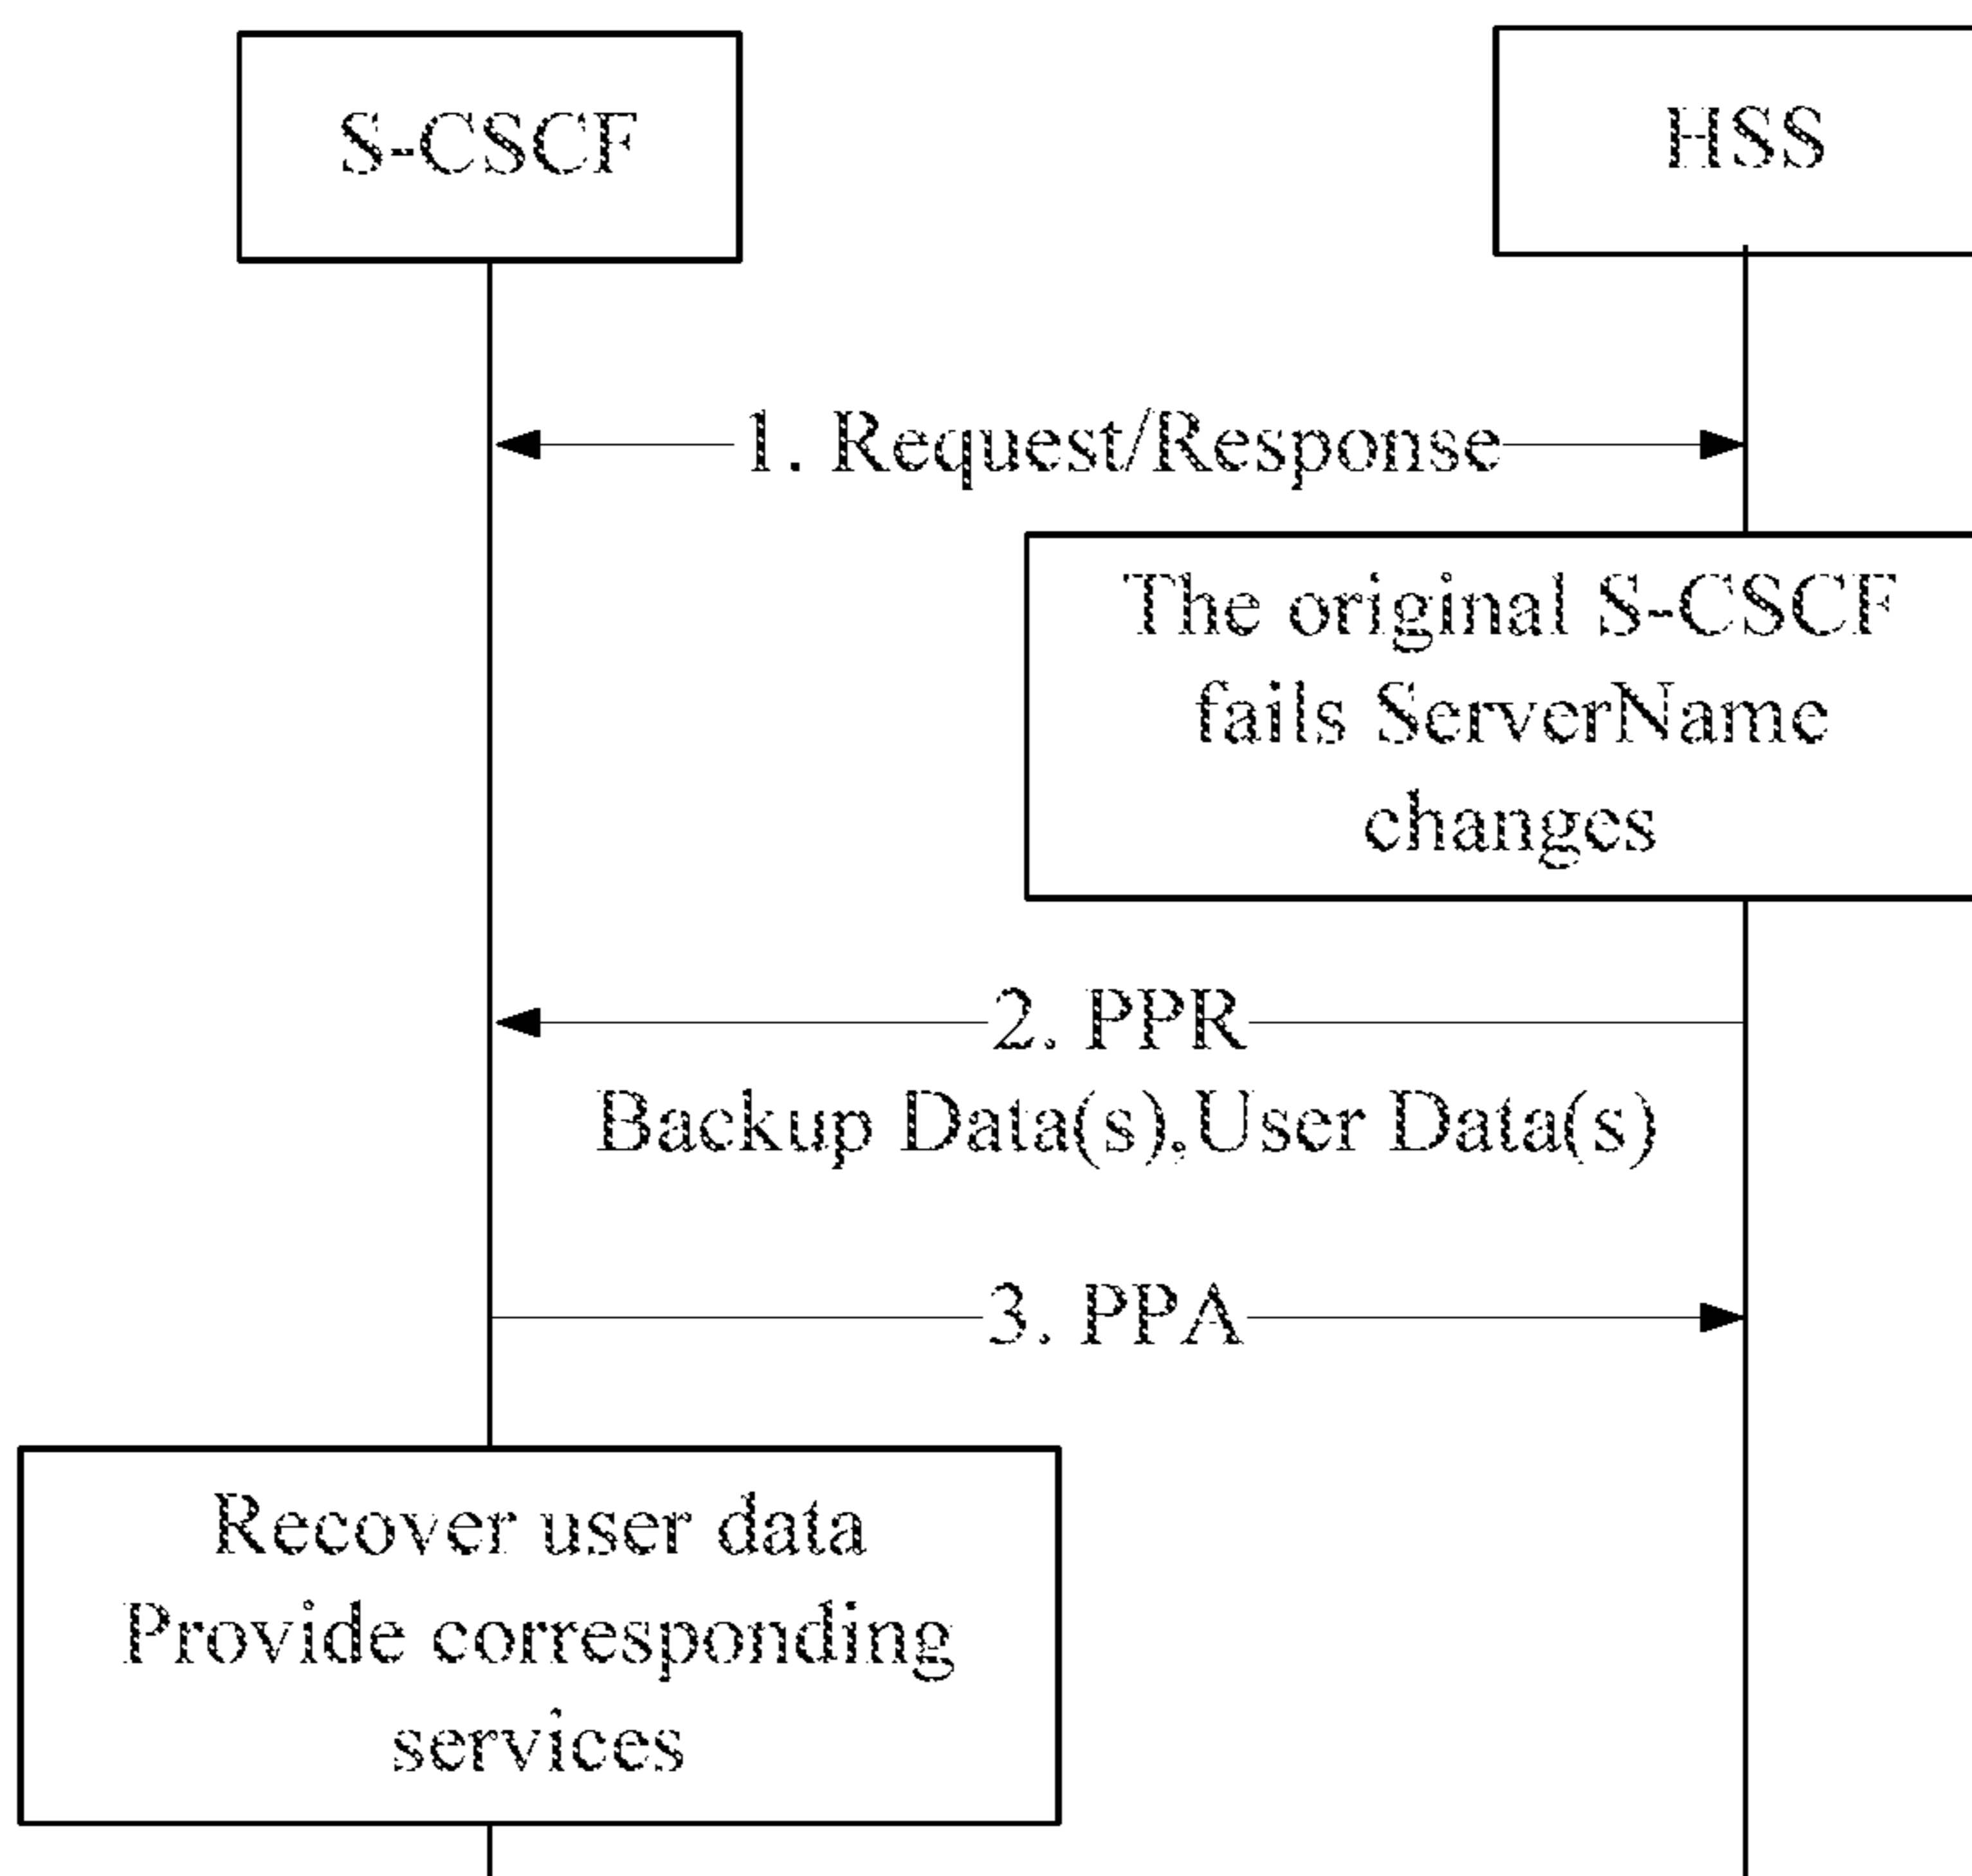 S-CSCF
HSS
1. Request/Response
The original S-CSCF
fails ServerName
changes
2. PPR
Backup Data(s),User Data(s)
3. PPA
Recover user data
Provide corresponding
services